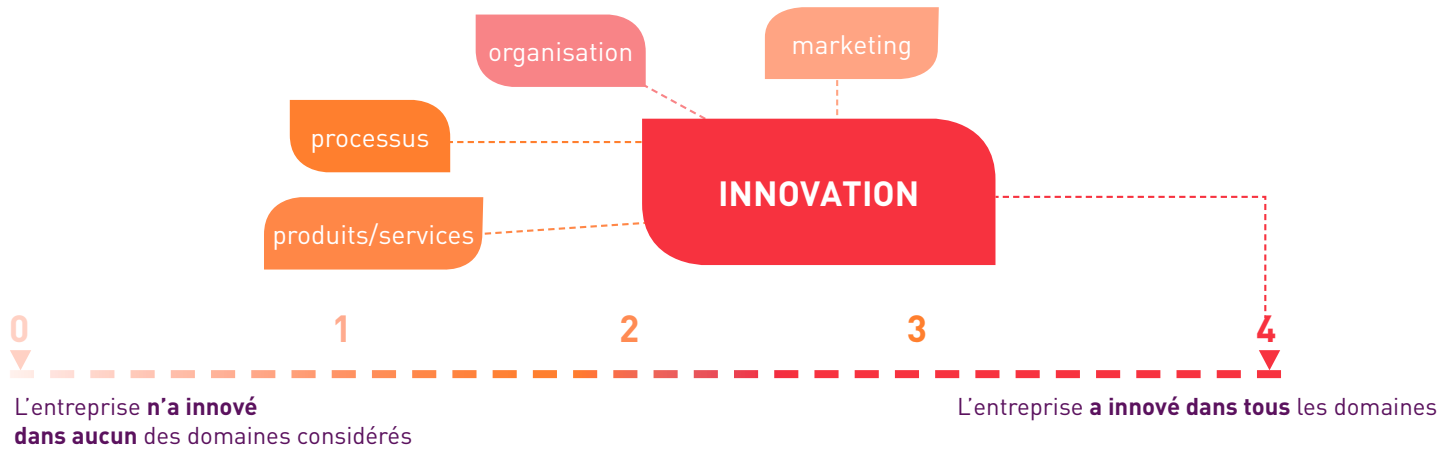 organisation
marketing
processus
INNOVATION
produits/services
0
1
2
3
4
L'entreprise n'a innové
dans aucun des domaines considérés
L'entreprise a innové dans tous les domaines